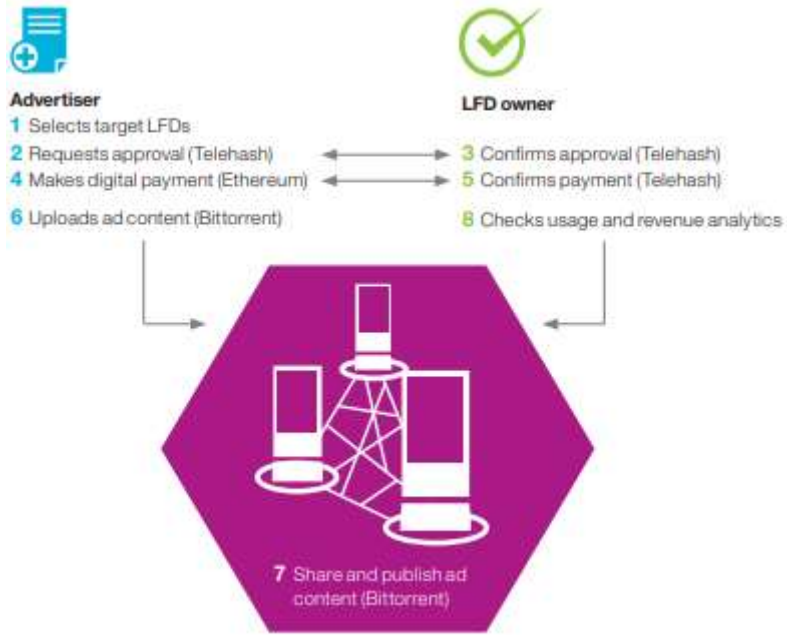 Advertiser
1 Selects target LFDs
2 Requests approval (Telehash)
4 Makes digital payment (Ethereum)
6 Uploads ad content (Bittorrent)
LFD owner
3 Confirms approval (Telehash)
5 Confirms payment (Telehash)
8 Checks usage and revenue analytics
7 Share and publish ad
content (Bittorrent)